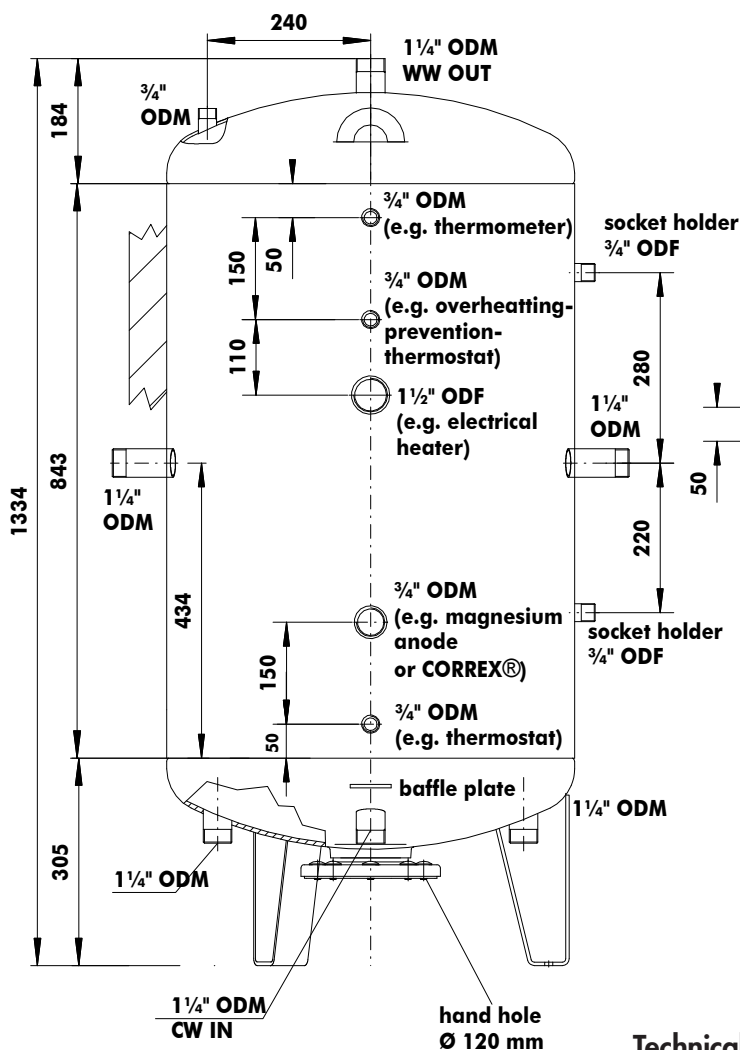 240
1¼" ODM
WW OUT
¾"
ODM
184
¾" ODM
(e.g. thermometer)
socket holder
¾" ODF
50
150
¾" ODM
(e.g. overheatting-
prevention-
thermostat)
110
280
1½" ODF
(e.g. electrical
heater)
1¼"
ODM
50
843
1334
1¼"
ODM
220
434
¾" ODM
(e.g. magnesium
anode
or CORREX®)
socket holder
¾" ODF
150
¾" ODM
(e.g. thermostat)
50
baffle plate
1¼" ODM
305
1¼" ODM
1¼" ODM
CW IN
hand hole
Ø 120 mm
Technical